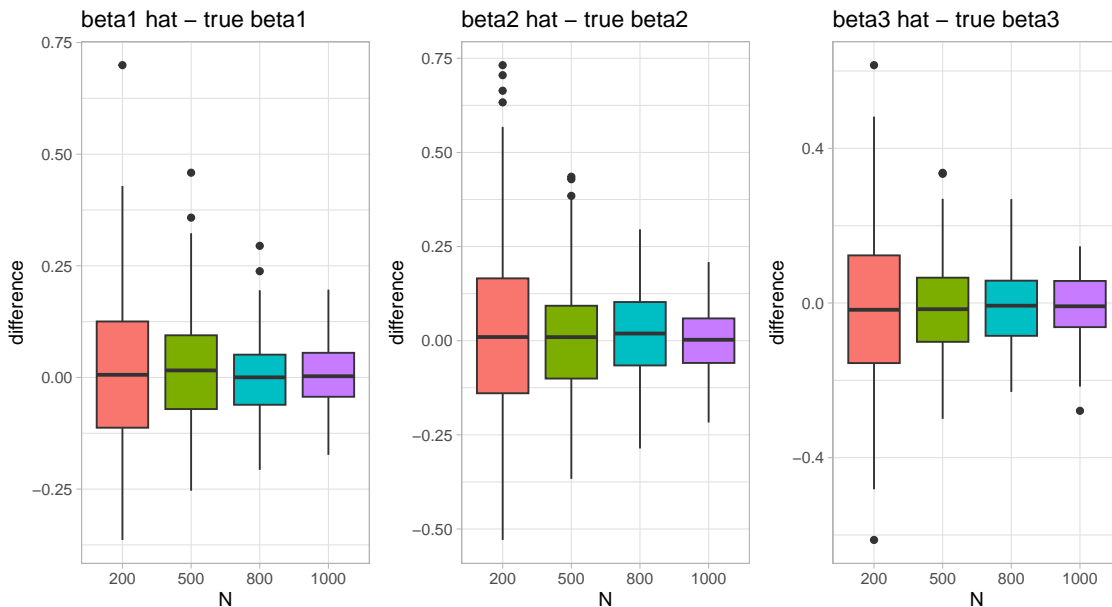 beta1 hat − true beta1
difference
0.75
0.50
0.25
0.00
−0.25
200 500 800 1000
N
beta2 hat − true beta2
difference
0.75
0.50
0.25
0.00
−0.25
−0.50
200 500 800 1000
N
beta3 hat − true beta3
difference
0.4
0.0
−0.4
200 500 800 1000
N